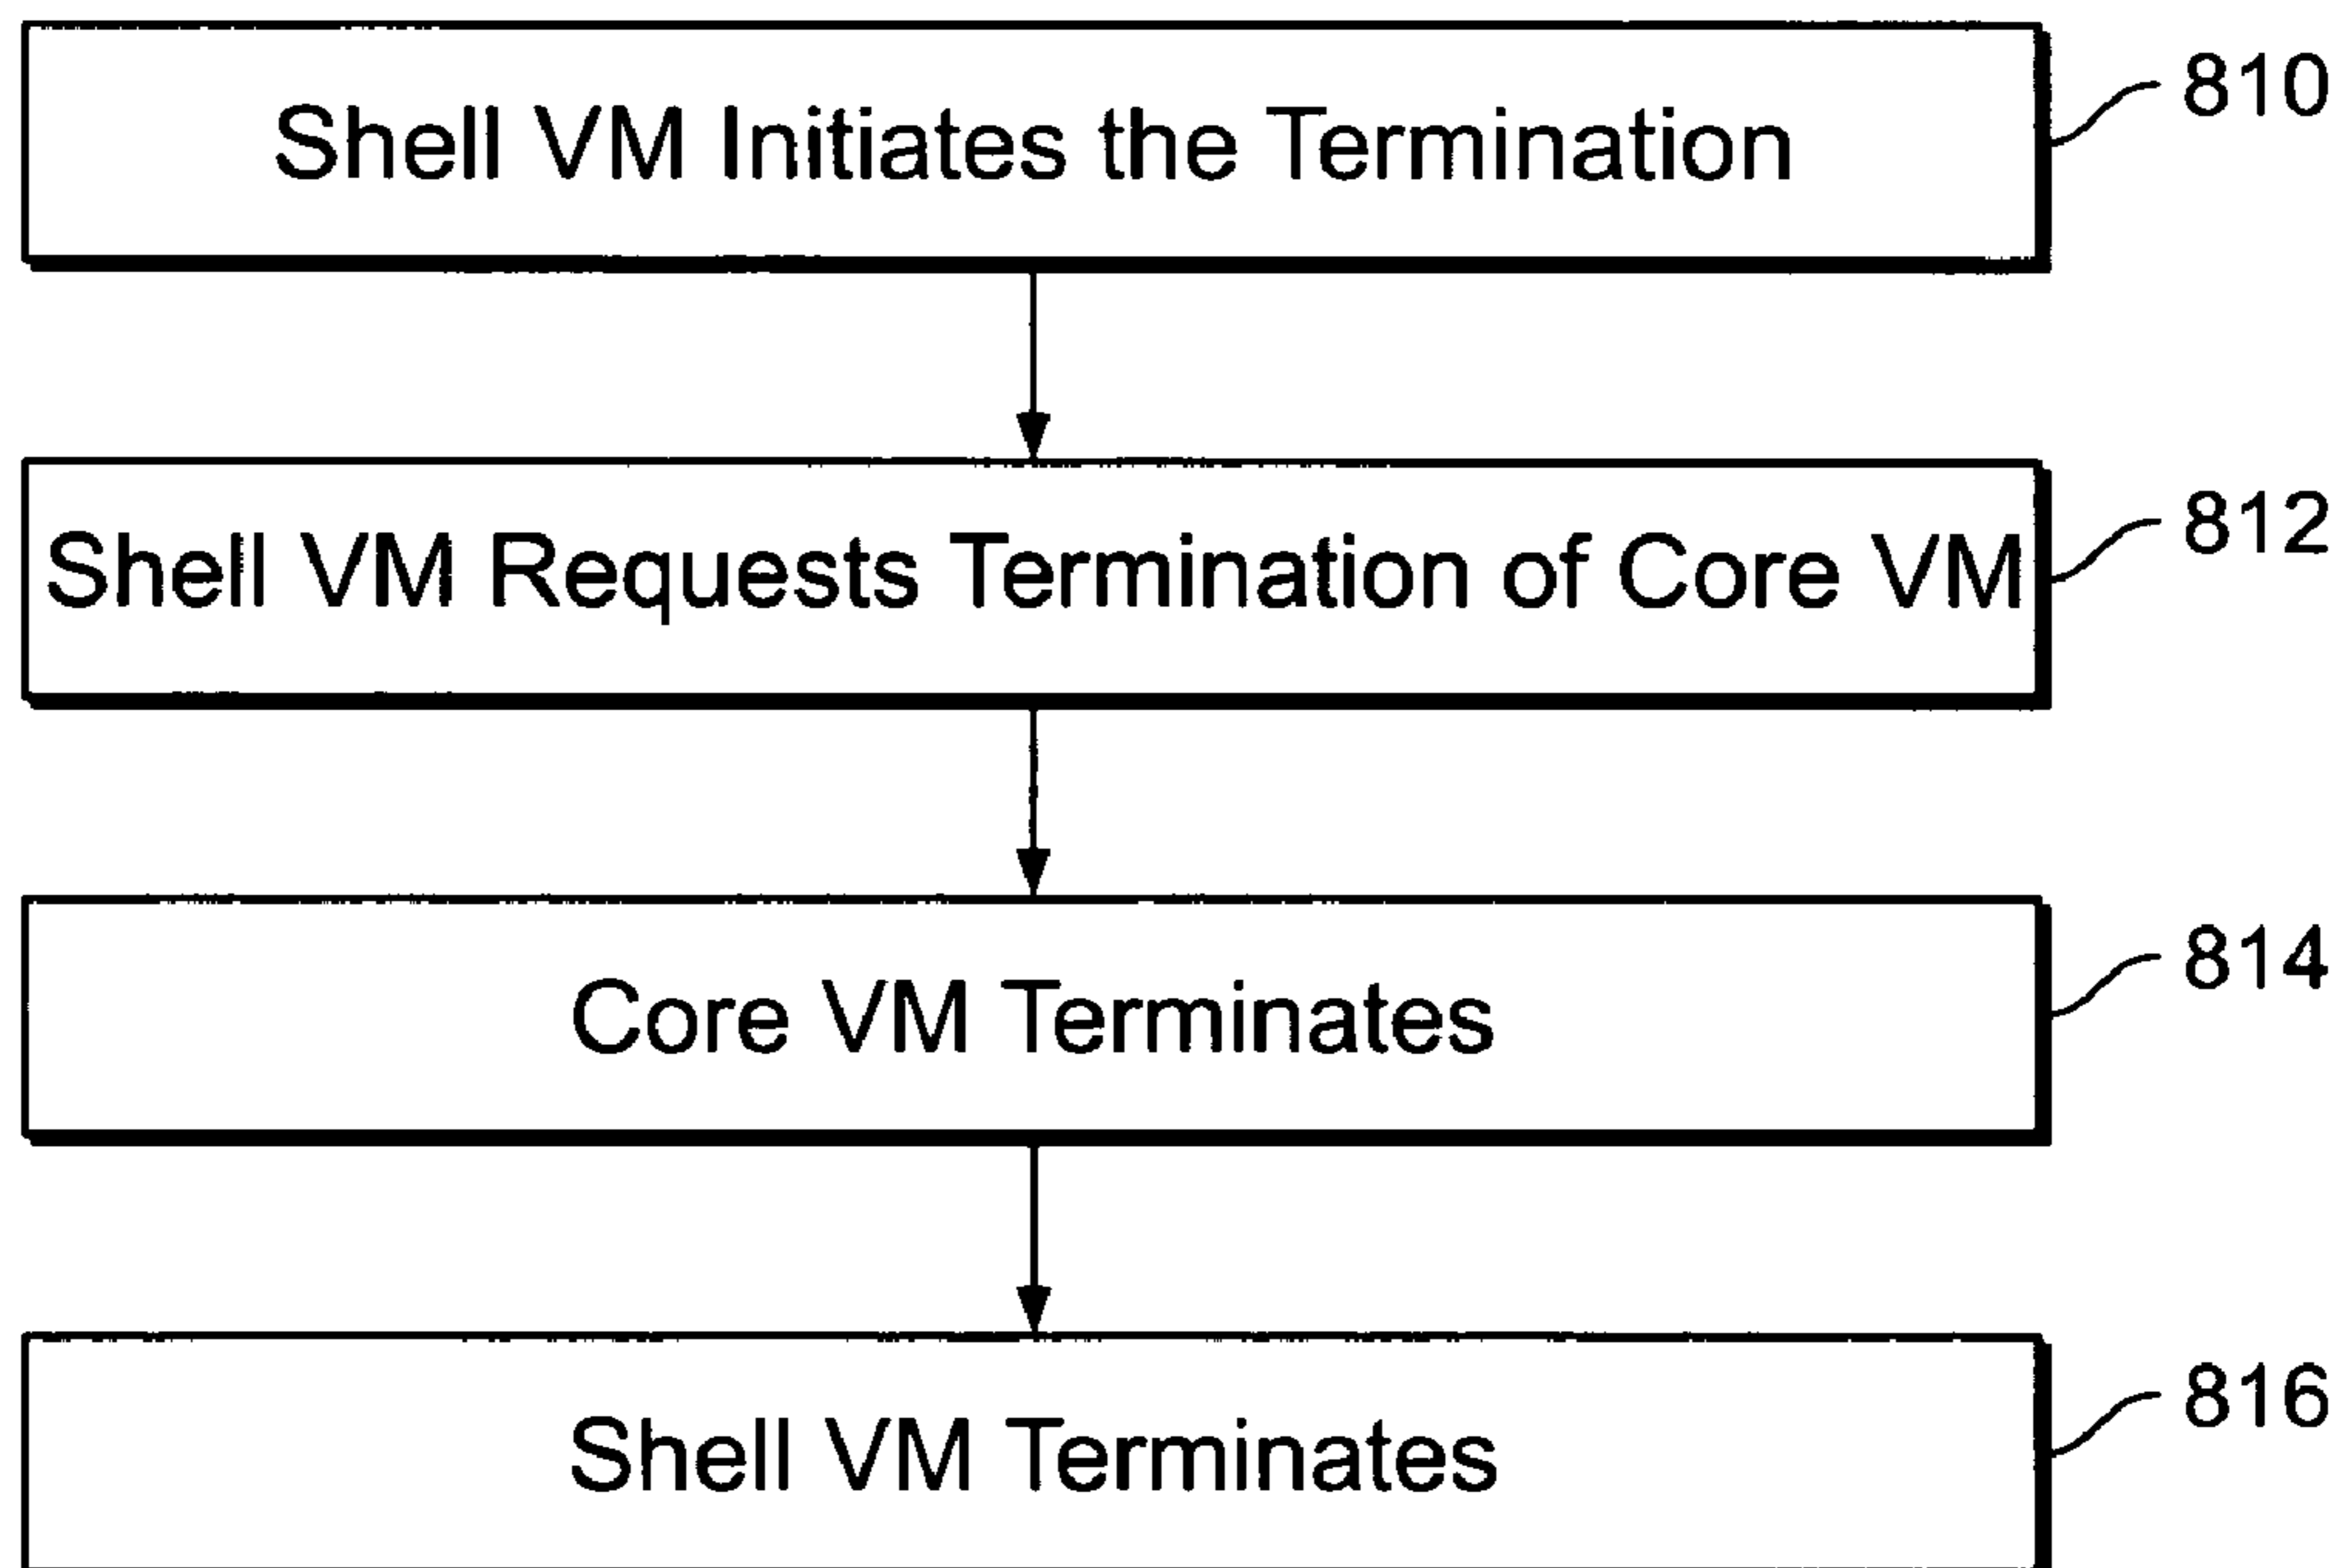 Shell VM Initiates the Termination
810
Shell VM Requests Termination of Core VM
812
Core VM Terminates
814
Shell VM Terminates
816